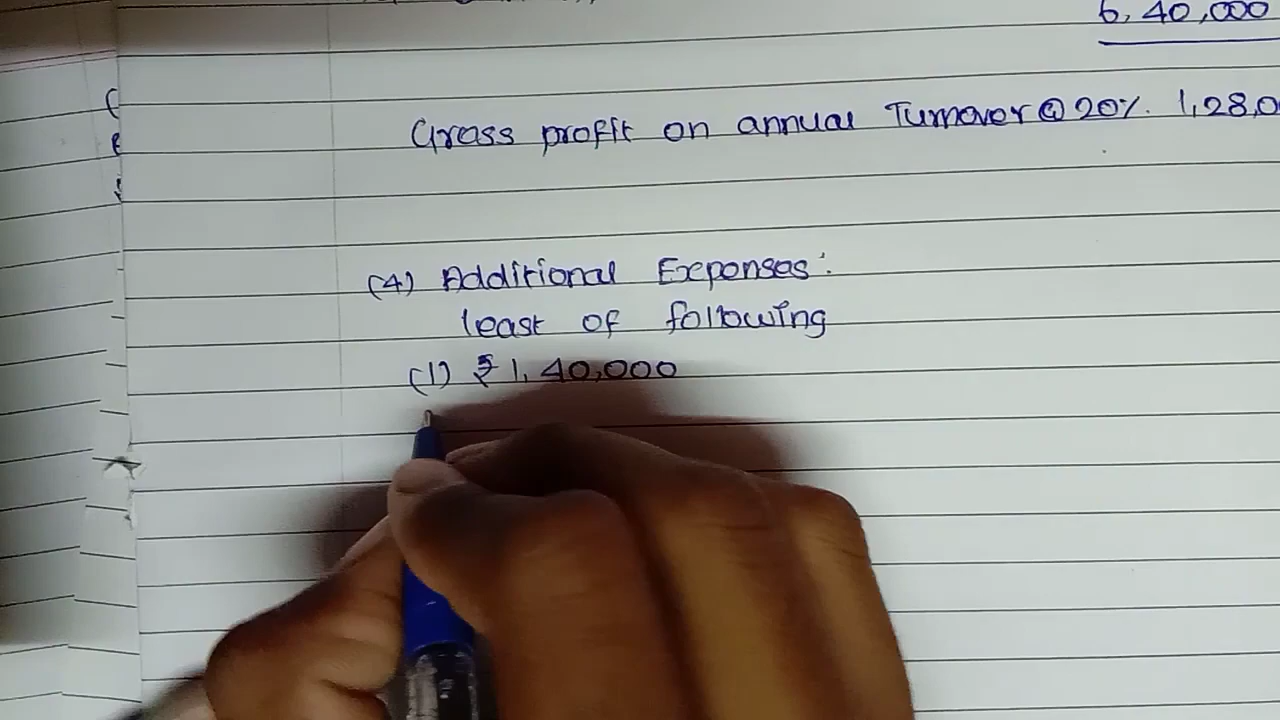 6,40,000
Gross profit on annual Turnover @ 20%. 1,28,0
(4) Additional Expenses:
least of following
(1) ₹ 1,40,000